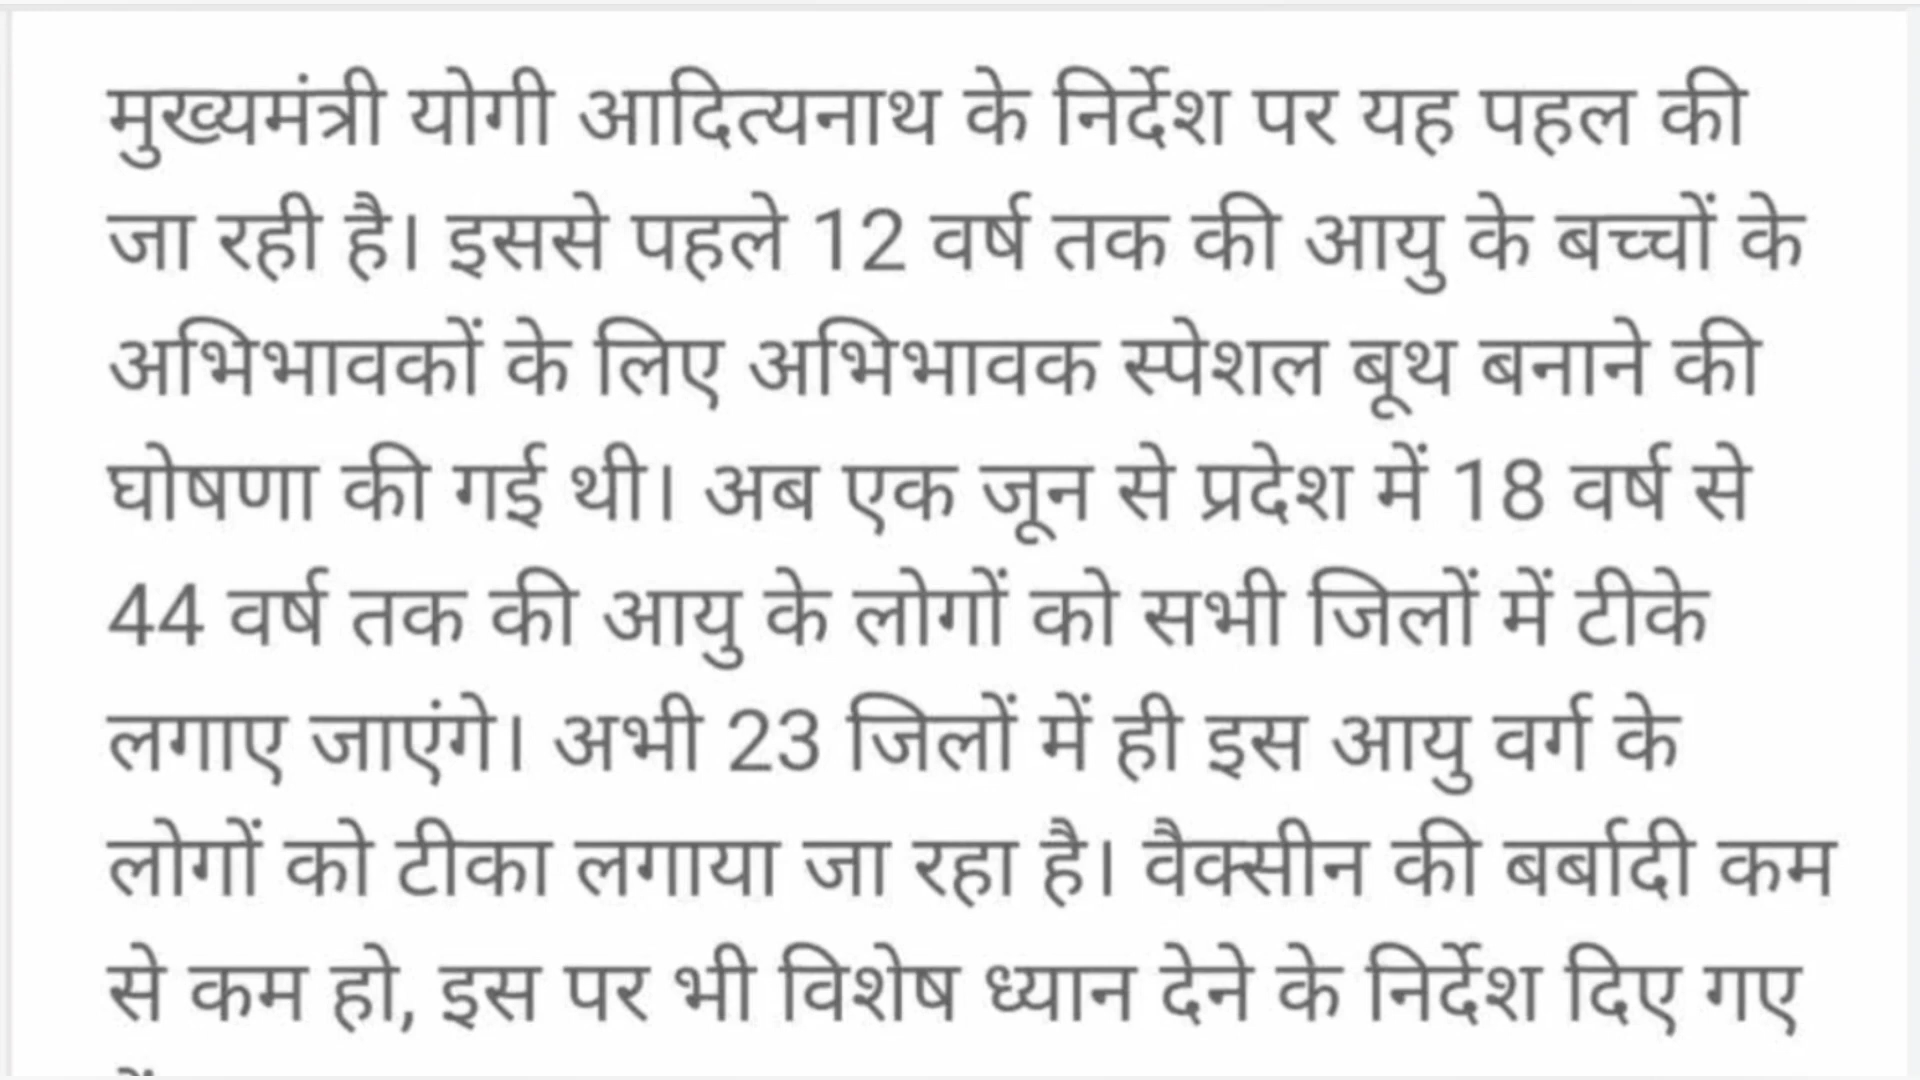 मुख्यमंत्री योगी आदित्यनाथ के निर्देश पर यह पहल की
जा रही है। इससे पहले 12 वर्ष तक की आयु के बच्चों के
अभिभावकों के लिए अभिभावक स्पेशल बूथ बनाने की
घोषणा की गई थी। अब एक जून से प्रदेश में 18 वर्ष से
44 वर्ष तक की आयु के लोगों को सभी जिलों में टीके
लगाए जाएंगे। अभी 23 जिलों में ही इस आयु वर्ग के
लोगों को टीका लगाया जा रहा है। वैक्सीन की बर्बादी कम
से कम हो, इस पर भी विशेष ध्यान देने के निर्देश दिए गए